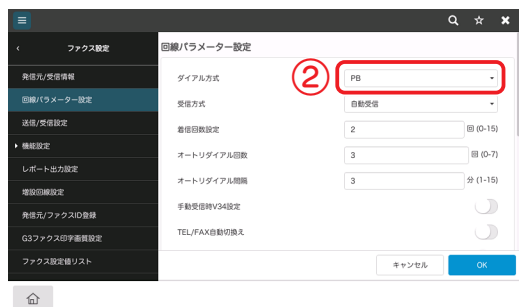 ファクス設定
発信元/受信情報
回線パラメーター設定
送信/受信設定
機能設定
レポート出力設定
増設回線設定
発信元/ファクスID登録
G3ファクス印字画質設定
ファクス設定値リスト
回線パラメーター設定
ダイアル方式
②
PB
受信方式
自動受信
着信回数設定
2
回 (0-15)
オートリダイアル回数
3
回 (0-7)
オートリダイアル間隔
3
分 (1-15)
手動受信時V34設定
TEL/FAX自動切換え
キャンセル
OK